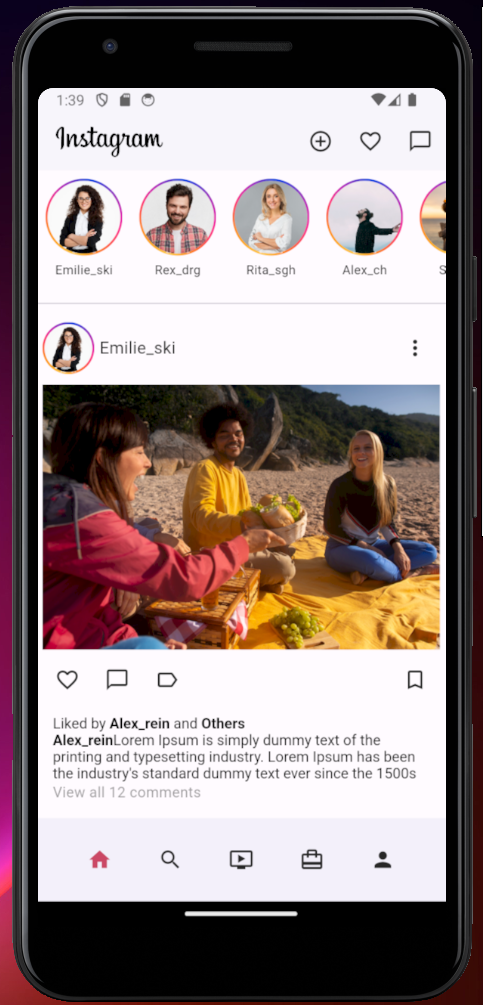 1:39
Instagram
Emilie_ski
Rex_drg
Rita_sgh
Alex_ch
S
Emilie_ski
Liked by Alex_rein and Others
Alex_reinLorem Ipsum is simply dummy text of the
printing and typesetting industry. Lorem Ipsum has been
the industry's standard dummy text ever since the 1500s
View all 12 comments